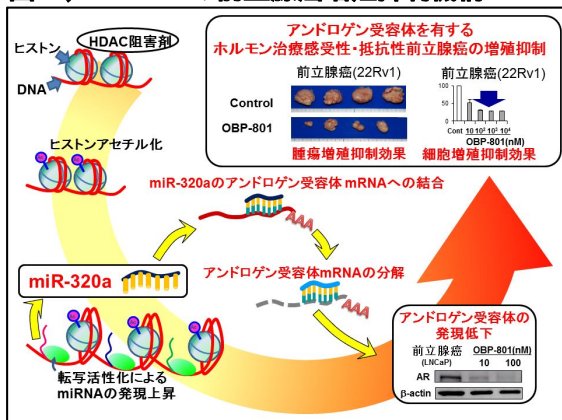 HDAC阻害剤
ヒストン
DNA
ヒストンアセチル化
miR-320a
転写活性化による
miRNAの発現上昇
miR-320aのアンドロゲン受容体 mRNAへの結合
AAA
アンドロゲン受容体mRNAの分解
AAA
アンドロゲン受容体の
発現低下
前立腺癌
(LNCaP)
OBP-801(nM)
10 100
AR
β-actin
アンドロゲン受容体を有する
ホルモン治療感受性・抵抗性前立腺癌の増殖抑制
前立腺癌(22Rv1)
Control
OBP-801
腫瘍増殖抑制効果
前立腺癌(22Rv1)
100
50
0
Cont 10 10² 10³ 10⁴
OBP-801(nM)
細胞増殖抑制効果